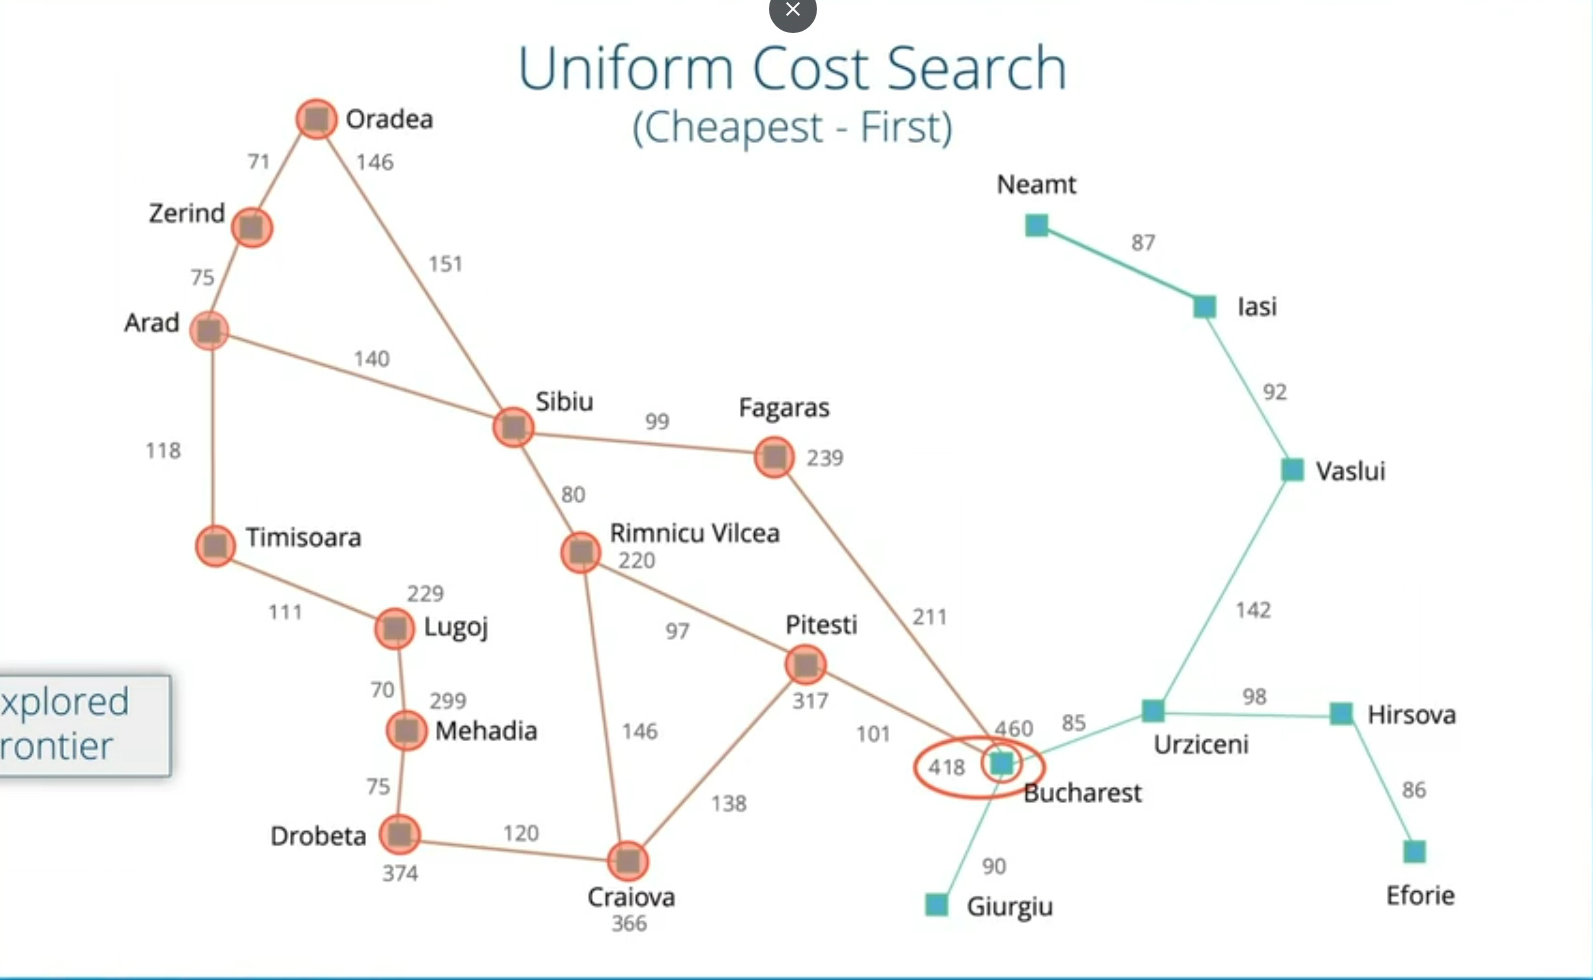 Uniform Cost Search
(Cheapest - First)
Oradea
71
146
Neamt
Zerind
87
151
75
Iasi
Arad
140
92
Sibiu
Fagaras
99
118
239
Vaslui
80
Timisoara
Rimnicu Vilcea
220
229
111
142
211
Lugoj
97
Pitesti
70
299
317
98
xplored
rontier
Mehadia
146
101
460
85
Hirsova
Urziceni
418
75
Bucharest
86
138
Drobeta
120
374
90
Craiova
366
Giurgiu
Eforie